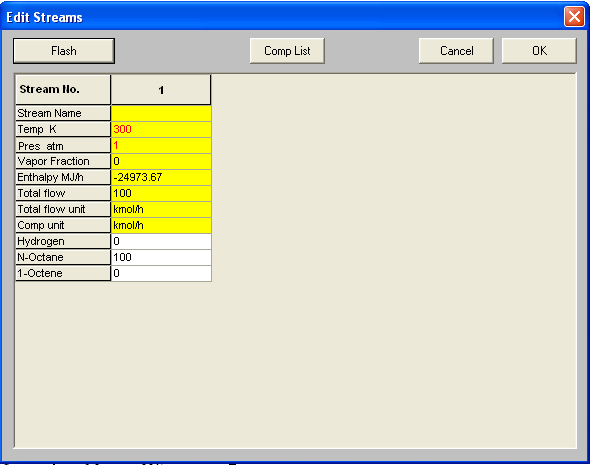 Edit Streams
Flash Comp List Cancel OK
Stream No. 1
Stream Name
Temp K 300
Pres atm 1
Vapor Fraction 0
Enthalpy MJ/h -24973.67
Total flow 100
Total flow unit kmol/h
Comp unit kmol/h
Hydrogen 0
N-Octane 100
1-Octene 0